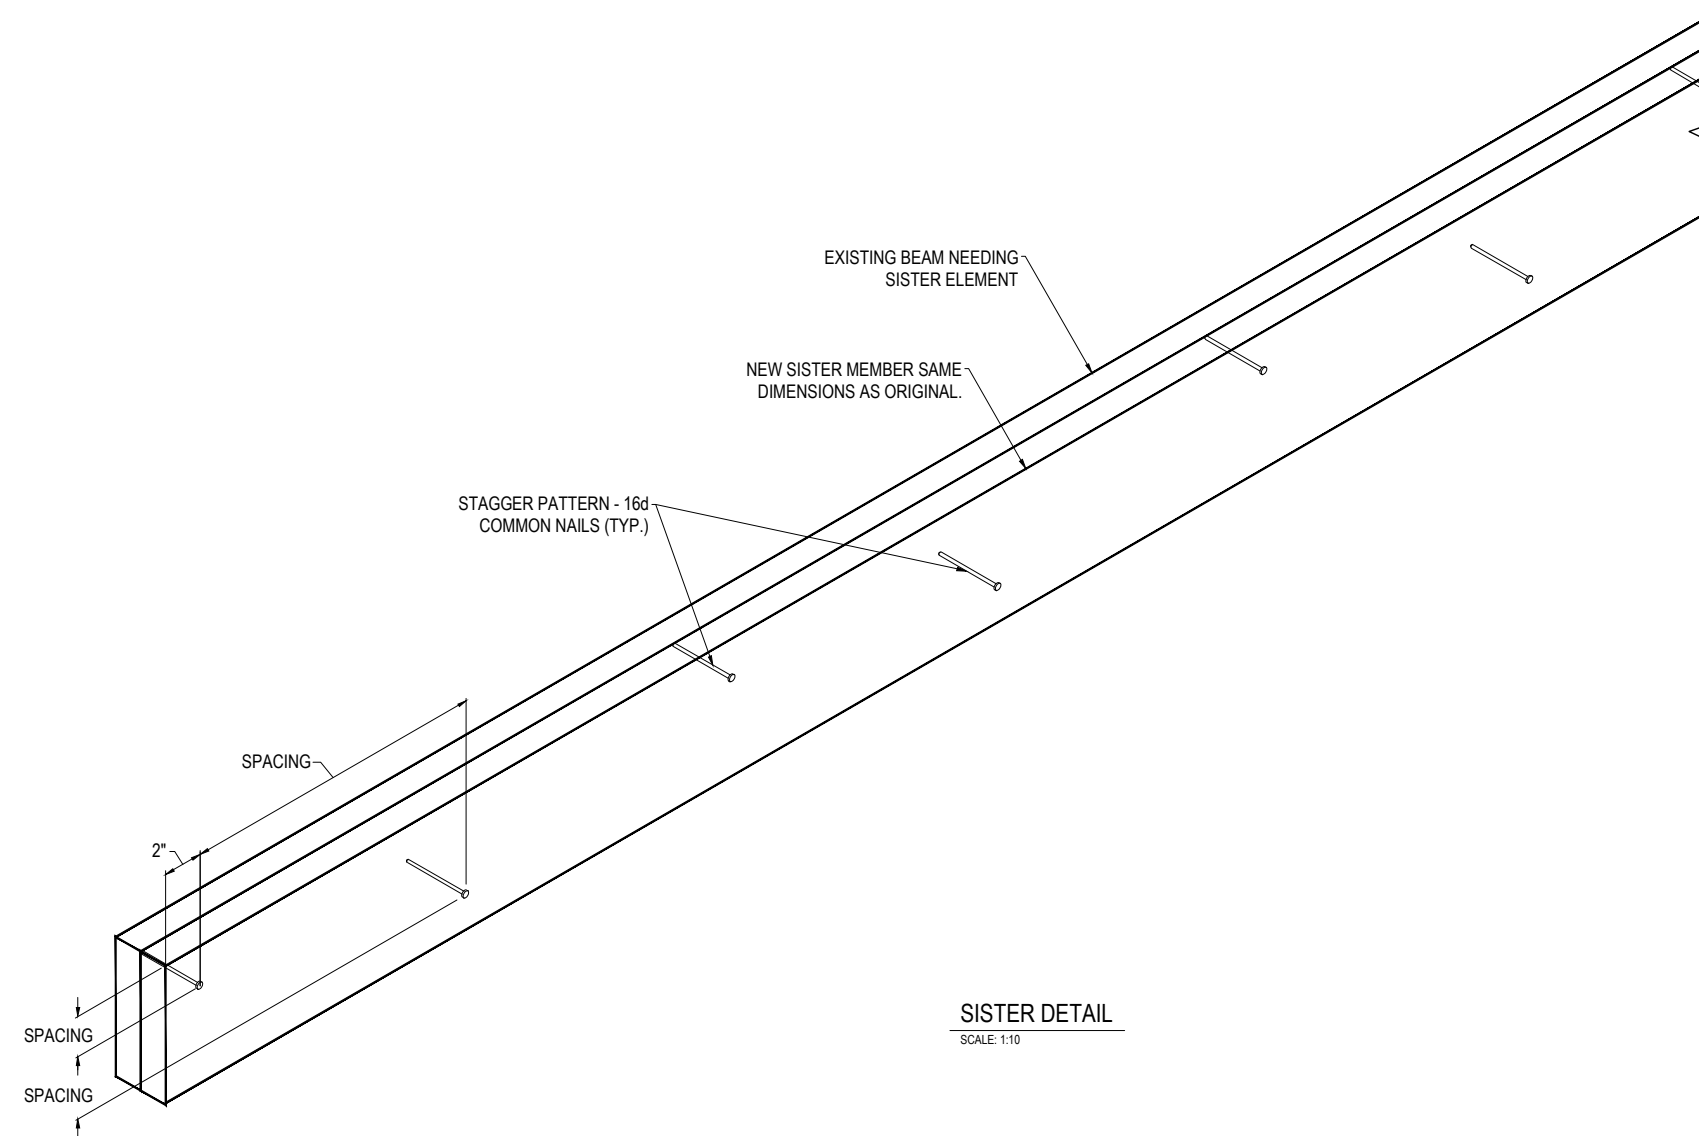 EXISTING BEAM NEEDING
SISTER ELEMENT
NEW SISTER MEMBER SAME
DIMENSIONS AS ORIGINAL.
STAGGER PATTERN - 16d
COMMON NAILS (TYP.)
SPACING
2"
SPACING
SPACING
SISTER DETAIL
SCALE: 1:10